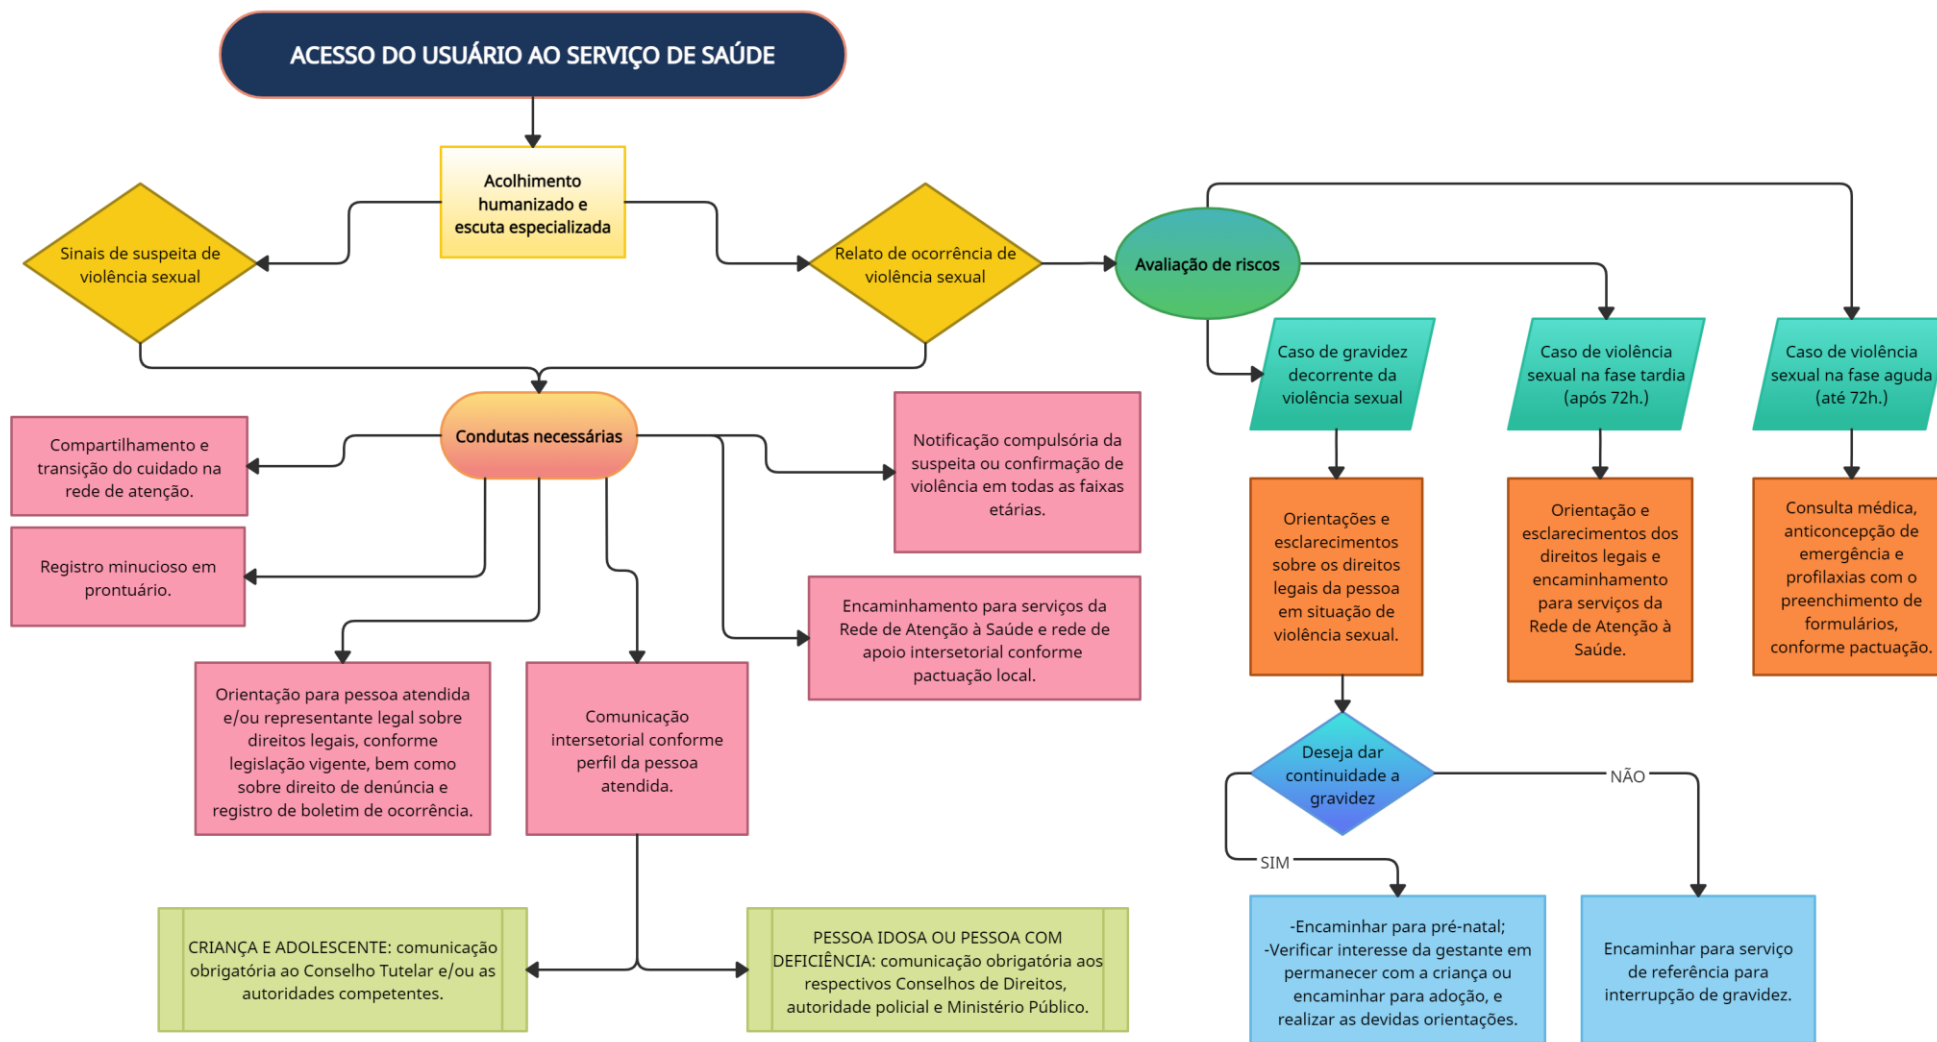 ACESSO DO USUÁRIO AO SERVIÇO DE SAÚDE
Acolhimento
humanizado e
escuta especializada
Sinais de suspeita de
violência sexual
Relato de ocorrência de
violência sexual
Avaliação de riscos
Caso de gravidez
decorrente da
violência sexual
Caso de violência
sexual na fase tardia
(após 72h.)
Caso de violência
sexual na fase aguda
(até 72h.)
Condutas necessárias
Compartilhamento e
transição do cuidado na
rede de atenção.
Registro minucioso em
prontuário.
Notificação compulsória da
suspeita ou confirmação de
violência em todas as faixas
etárias.
Encaminhamento para serviços da
Rede de Atenção à Saúde e rede de
apoio intersetorial conforme
pactuação local.
Orientação para pessoa atendida
e/ou representante legal sobre
direitos legais, conforme
legislação vigente, bem como
sobre direito de denúncia e
registro de boletim de ocorrência.
Comunicação
intersetorial conforme
perfil da pessoa
atendida.
CRIANÇA E ADOLESCENTE: comunicação
obrigatória ao Conselho Tutelar e/ou as
autoridades competentes.
PESSOA IDOSA OU PESSOA COM
DEFICIÊNCIA: comunicação obrigatória aos
respectivos Conselhos de Direitos,
autoridade policial e Ministério Público.
Orientações e
esclarecimentos
sobre os direitos
legais da pessoa
em situação de
violência sexual.
Orientação e
esclarecimentos dos
direitos legais e
encaminhamento
para serviços da
Rede de Atenção à
Saúde.
Consulta médica,
anticoncepção de
emergência e
profilaxias com o
preenchimento de
formulários,
conforme pactuação.
Deseja dar
continuidade a
gravidez
NÃO
SIM
-Encaminhar para pré-natal;
-Verificar interesse da gestante em
permanecer com a criança ou
encaminhar para adoção, e
realizar as devidas orientações.
Encaminhar para serviço
de referência para
interrupção de gravidez.